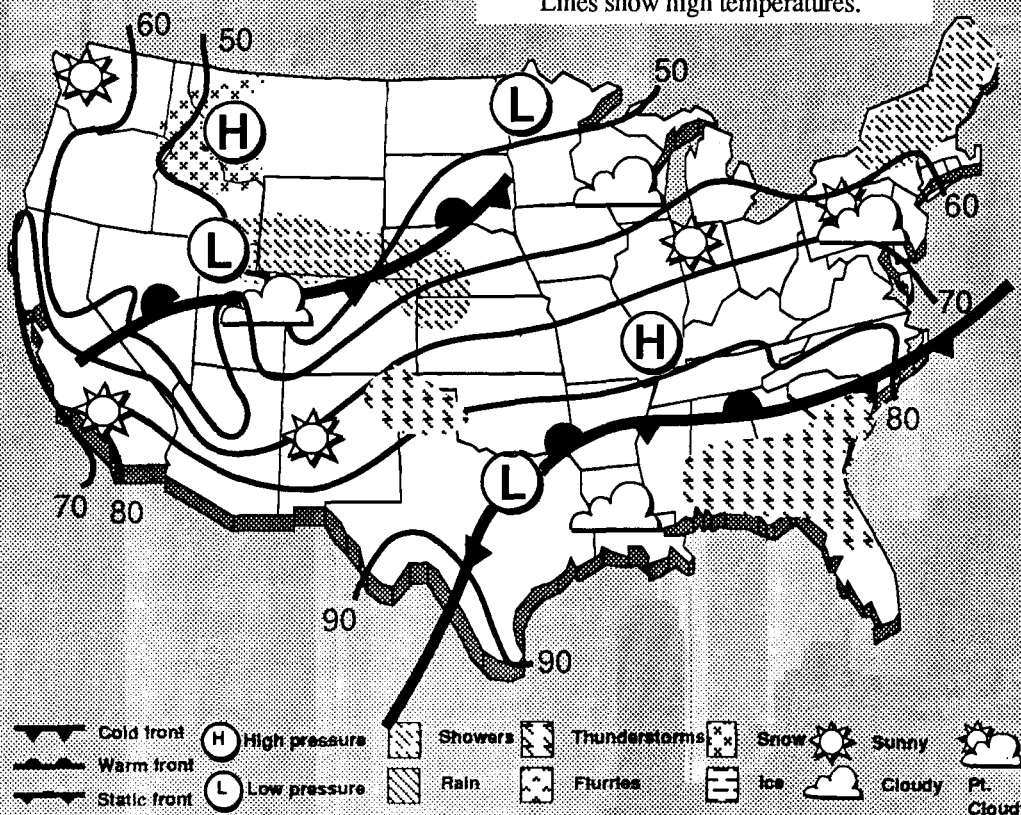 Lines show high temperatures.
60
50
50
L
H
L
60
70
H
80
L
70 80
90
90
Cold front
H High pressure
Showers
Thunderstorms
Snow
Sunny
Warm front
Static front
L Low pressure
Rain
Flurries
Ice
Cloudy
Pt.
Cloud